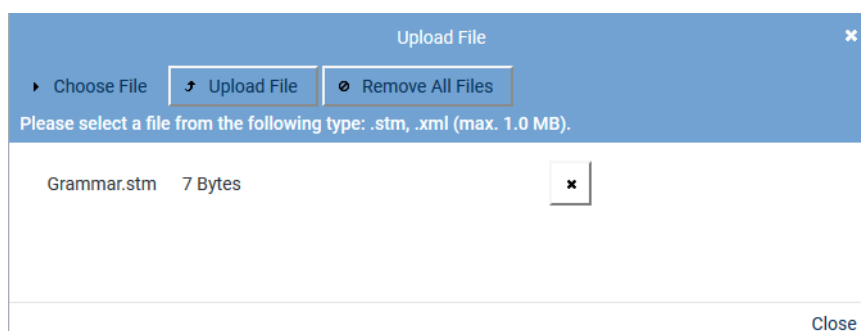 Upload File
Choose File Upload File Remove All Files
Please select a file from the following type: .stm, .xml (max. 1.0 MB).
Grammar.stm 7 Bytes
Close